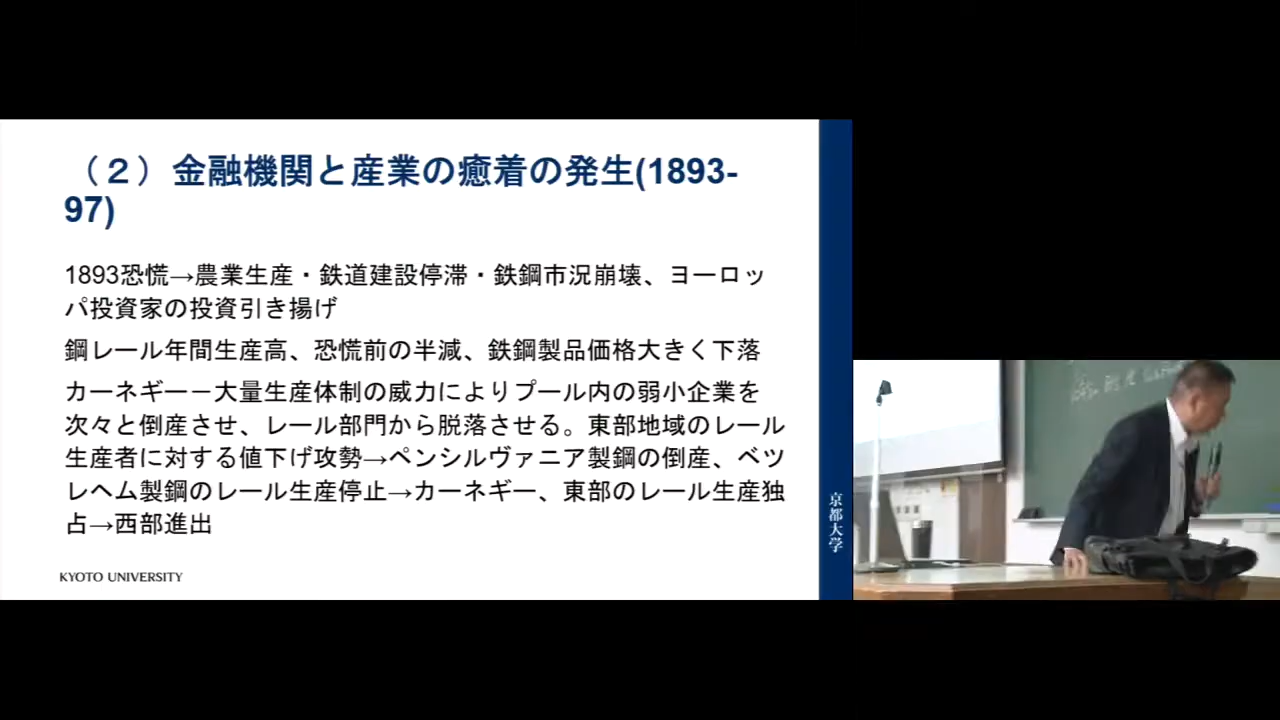 （２）金融機関と産業の癒着の発生(1893-
97)
1893恐慌→農業生産・鉄道建設停滞・鉄鋼市況崩壊、ヨーロッ
パ投資家の投資引き揚げ
鋼レール年間生産高、恐慌前の半減、鉄鋼製品価格大きく下落
カーネギー－大量生産体制の威力によりプール内の弱小企業を
次々と倒産させ、レール部門から脱落させる。東部地域のレール
生産者に対する値下げ攻勢→ペンシルヴァニア製鋼の倒産、ベツ
レヘム製鋼のレール生産停止→カーネギー、東部のレール生産独
占→西部進出
KYOTO UNIVERSITY
京都大学